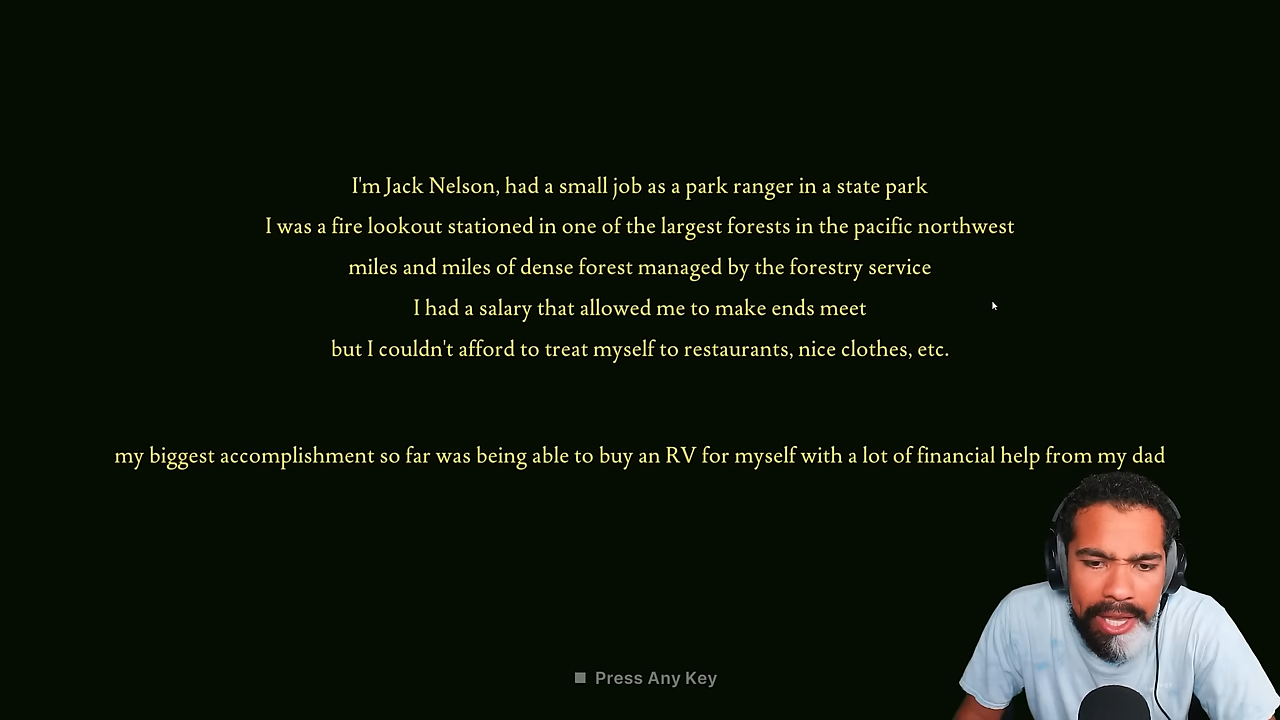 I'm Jack Nelson, had a small job as a park ranger in a state park
I was a fire lookout stationed in one of the largest forests in the pacific northwest
miles and miles of dense forest managed by the forestry service
I had a salary that allowed me to make ends meet
but I couldn't afford to treat myself to restaurants, nice clothes, etc.
my biggest accomplishment so far was being able to buy an RV for myself with a lot of financial help from my dad
Press Any Key